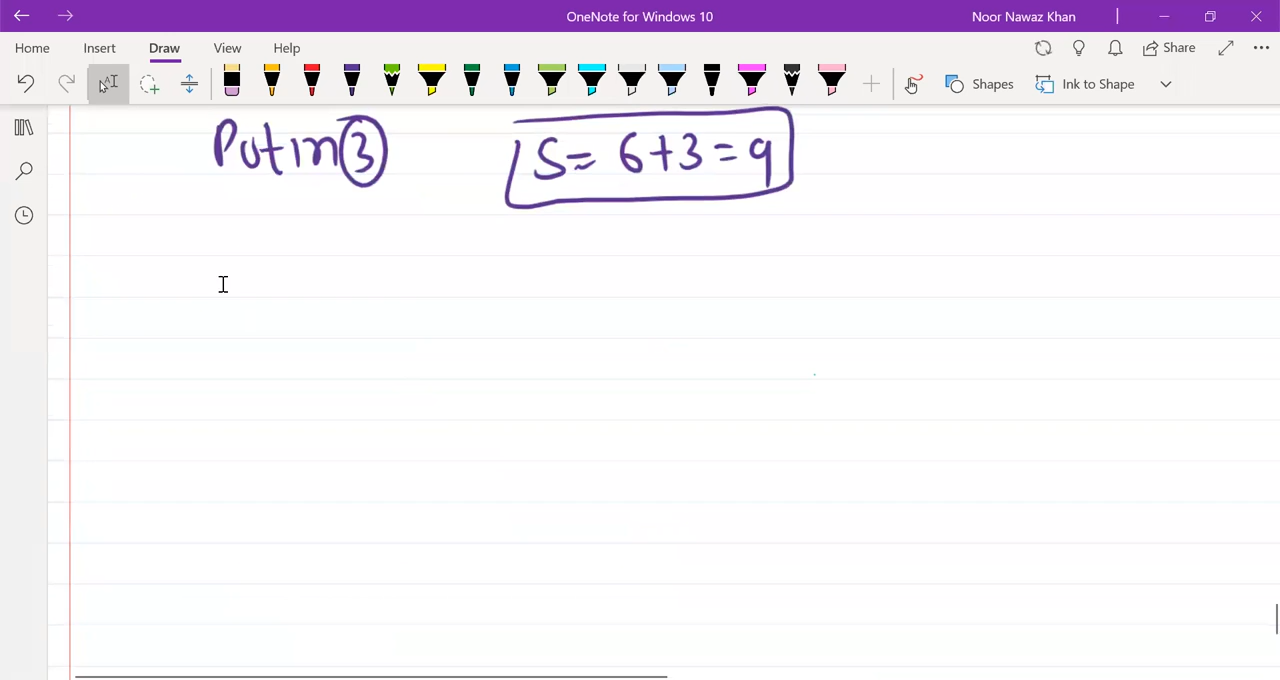 OneNote for Windows 10
Noor Nawaz Khan
Home Insert Draw View Help Share
Shapes Ink to Shape
Put in 3 S= 6+3 = 9